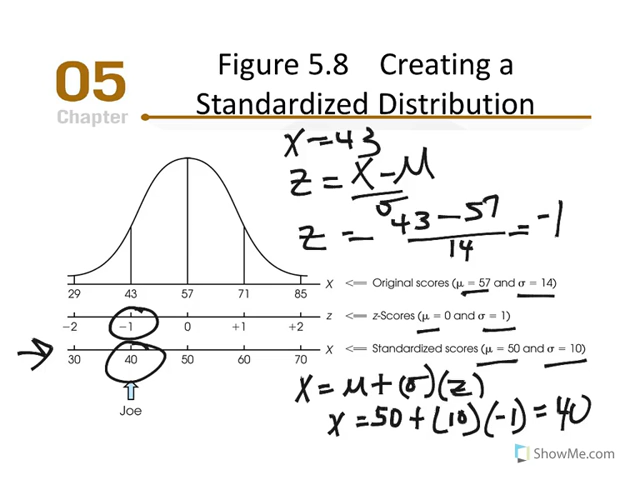 05
Chapter
Figure 5.8 Creating a
Standardized Distribution
X = 43
Z = X - μ / σ
Z = 43 - 57 / 14 = -1
29 43 57 71 85 X <= Original scores (μ = 57 and σ = 14)
−2 −1 0 +1 +2 z <= z-Scores (μ = 0 and σ = 1)
30 40 50 60 70 X <= Standardized scores (μ = 50 and σ = 10)
Joe
X = μ + (σ)(z)
X = 50 + (10)(-1) = 40
ShowMe.com